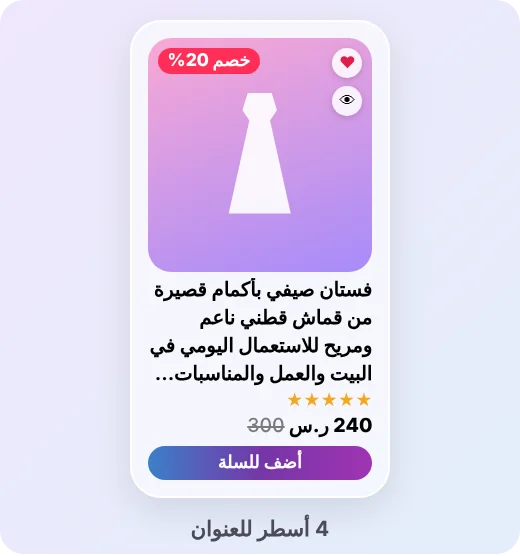 خصم 20%
فستان صيفي بأكمام قصيرة
من قماش قطني ناعم
ومريح للاستعمال اليومي في
البيت والعمل والمناسبات...
★★★★★
240 ر.س 300
أضف للسلة
4 أسطر للعنوان